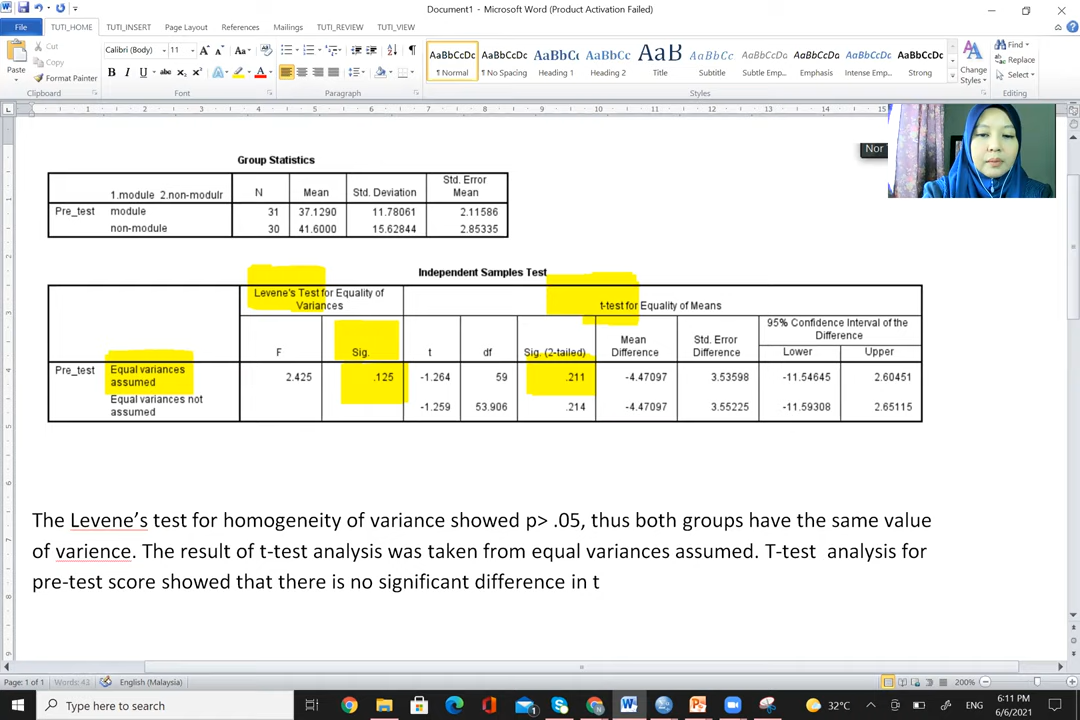 Document1 - Microsoft Word (Product Activation Failed)
File TUTI_HOME TUTI_INSERT Page Layout References Mailings TUTI_REVIEW TUTI_VIEW
Cut
Copy
Format Painter
Paste
Clipboard
Calibri (Body) 11
Font
Paragraph
AaBbCcDc AaBbCcDc AaBbCc AaBbCc AaB AaBbCc. AaBbCcDc AaBbCcDc AaBbCcDc AaBbCcDc
¶ Normal ¶ No Spacing Heading 1 Heading 2 Title Subtitle Subtle Emp... Emphasis Intense Emp... Strong
Styles
Change Styles
Find
Replace
Select
Editing
Nor
Group Statistics
1.module 2.non-modulr N Mean Std. Deviation Std. Error Mean
Pre_test module 31 37.1290 11.78061 2.11586
non-module 30 41.6000 15.62844 2.85335
Independent Samples Test
Levene's Test for Equality of Variances t-test for Equality of Means
95% Confidence Interval of the Difference
F Sig. t df Sig. (2-tailed) Mean Difference Std. Error Difference Lower Upper
Pre_test Equal variances assumed 2.425 .125 -1.264 59 .211 -4.47097 3.53598 -11.54645 2.60451
Equal variances not assumed -1.259 53.906 .214 -4.47097 3.55225 -11.59308 2.65115
The Levene's test for homogeneity of variance showed p> .05, thus both groups have the same value
of varience. The result of t-test analysis was taken from equal variances assumed. T-test  analysis for
pre-test score showed that there is no significant difference in t
Page: 1 of 1 Words: 43 English (Malaysia) 200%
Type here to search 32°C ENG 6:11 PM
6/6/2021